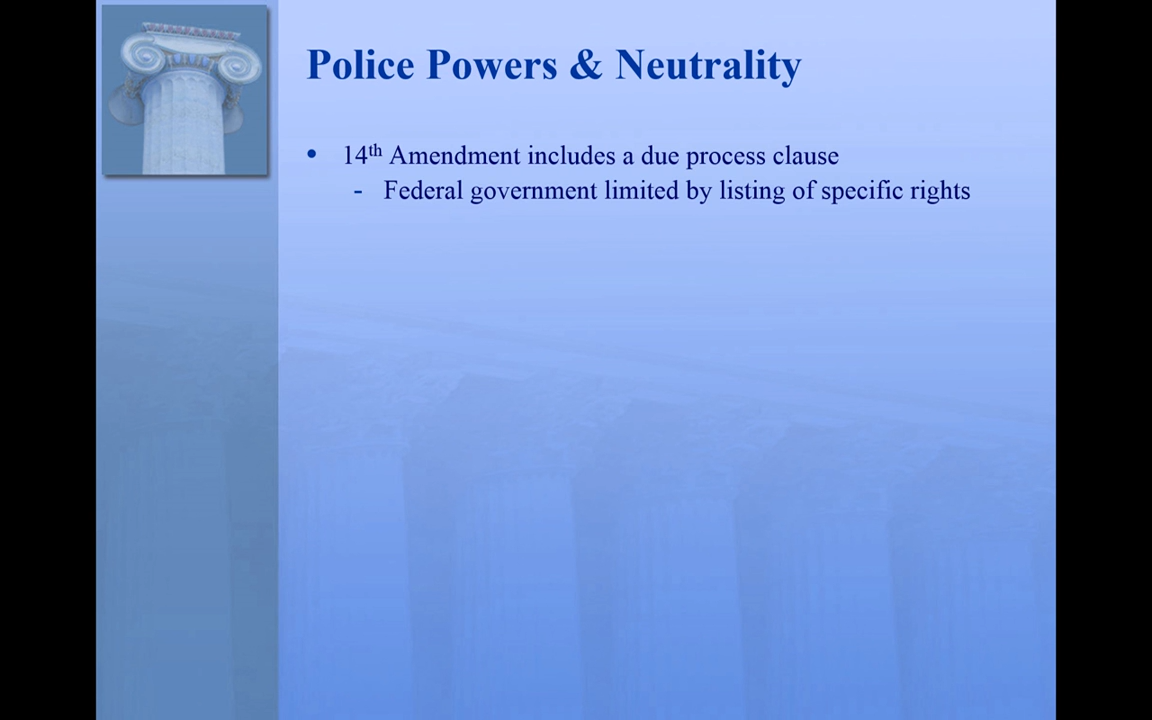 Police Powers & Neutrality
• 14th Amendment includes a due process clause
- Federal government limited by listing of specific rights